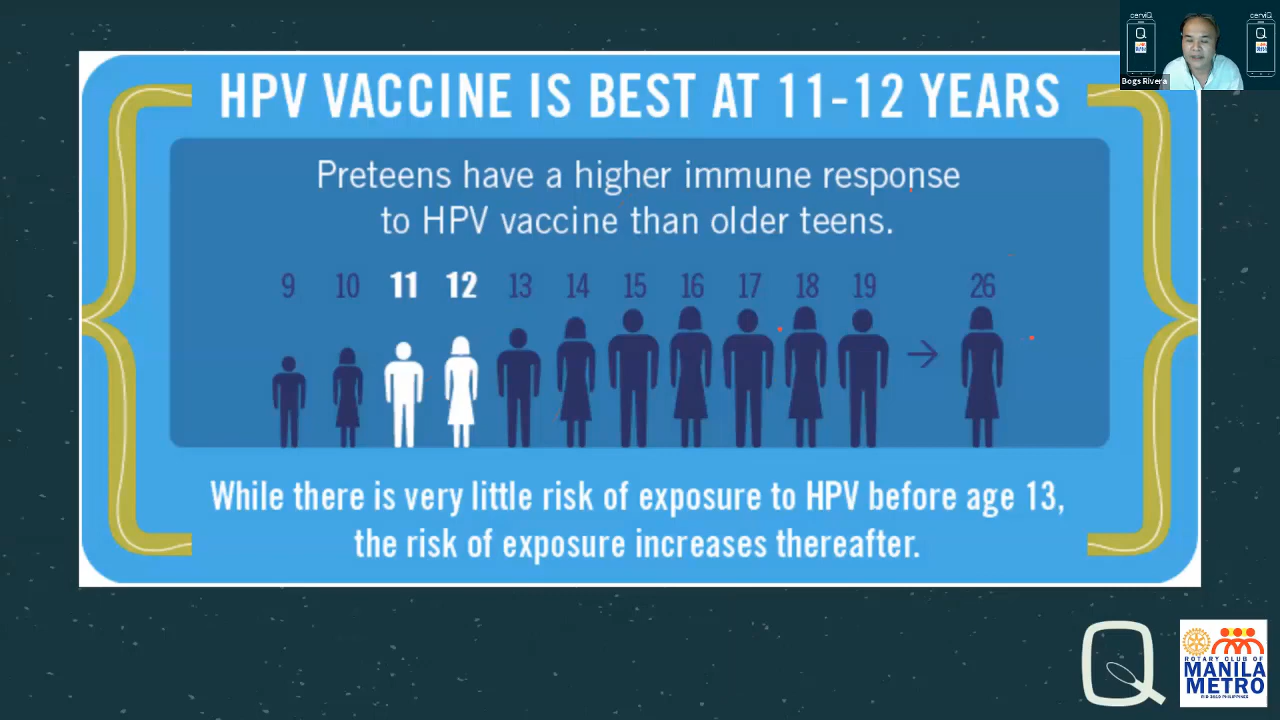 HPV VACCINE IS BEST AT 11-12 YEARS
Preteens have a higher immune response
to HPV vaccine than older teens.
9 10 11 12 13 14 15 16 17 18 19 → 26
While there is very little risk of exposure to HPV before age 13,
the risk of exposure increases thereafter.
cerviQ
cerviQ
Q
Q
Bogs Rivera
Q
ROTARY CLUB OF
MANILA
METRO